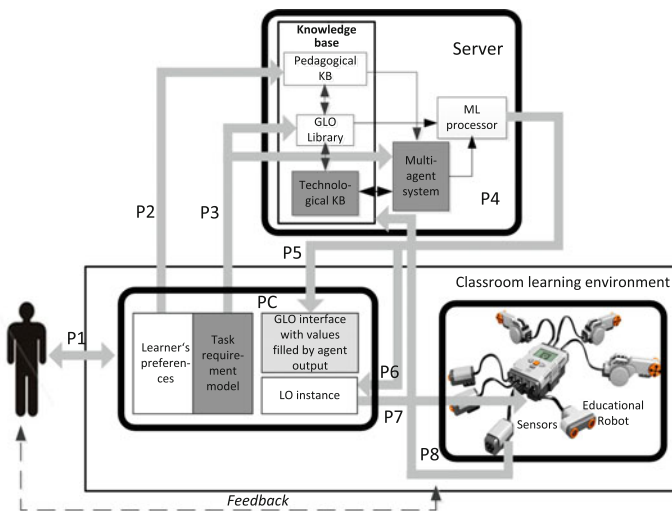 Knowledge
base
Server
Pedagogical
KB
GLO
Library
ML
processor
Multi-
agent
system
Technolo-
gical KB
P2
P3
P4
P5
Classroom learning environment
PC
P1
Learner's
preferen-
ces
Task
require-
ment
model
GLO interface
with values
filled by agent
output
LO instance
P6
P7
Sensors
Educational
Robot
P8
Feedback